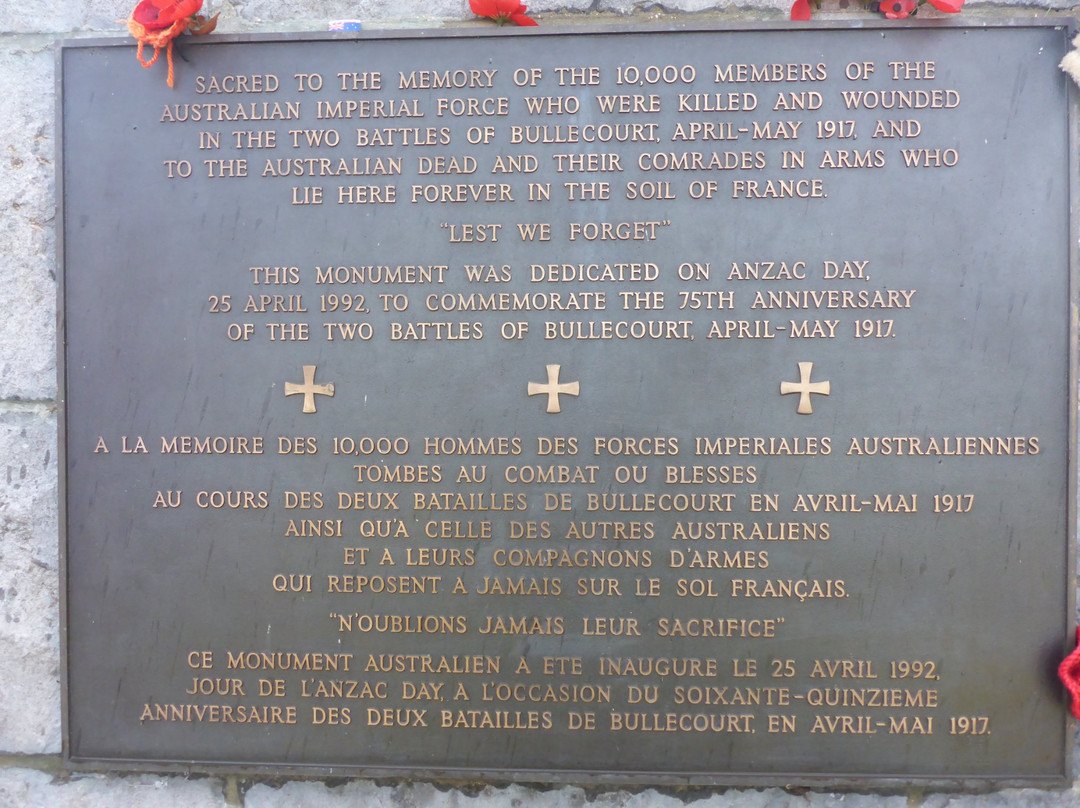 SACRED TO THE MEMORY OF THE 10,000 MEMBERS OF THE
AUSTRALIAN IMPERIAL FORCE WHO WERE KILLED AND WOUNDED
IN THE TWO BATTLES OF BULLECOURT, APRIL-MAY 1917, AND
TO THE AUSTRALIAN DEAD AND THEIR COMRADES IN ARMS WHO
LIE HERE FOREVER IN THE SOIL OF FRANCE.
"LEST WE FORGET"
THIS MONUMENT WAS DEDICATED ON ANZAC DAY,
25 APRIL 1992, TO COMMEMORATE THE 75TH ANNIVERSARY
OF THE TWO BATTLES OF BULLECOURT, APRIL-MAY 1917.
A LA MEMOIRE DES 10,000 HOMMES DES FORCES IMPERIALES AUSTRALIENNES
TOMBES AU COMBAT OU BLESSES
AU COURS DES DEUX BATAILLES DE BULLECOURT EN AVRIL-MAI 1917
AINSI QU'A CELLE DES AUTRES AUSTRALIENS
ET A LEURS COMPAGNONS D'ARMES
QUI REPOSENT A JAMAIS SUR LE SOL FRANÇAIS.
"N'OUBLIONS JAMAIS LEUR SACRIFICE"
CE MONUMENT AUSTRALIEN A ETE INAUGURE LE 25 AVRIL 1992,
JOUR DE L'ANZAC DAY, A L'OCCASION DU SOIXANTE-QUINZIEME
ANNIVERSAIRE DES DEUX BATAILLES DE BULLECOURT, EN AVRIL-MAI 1917.